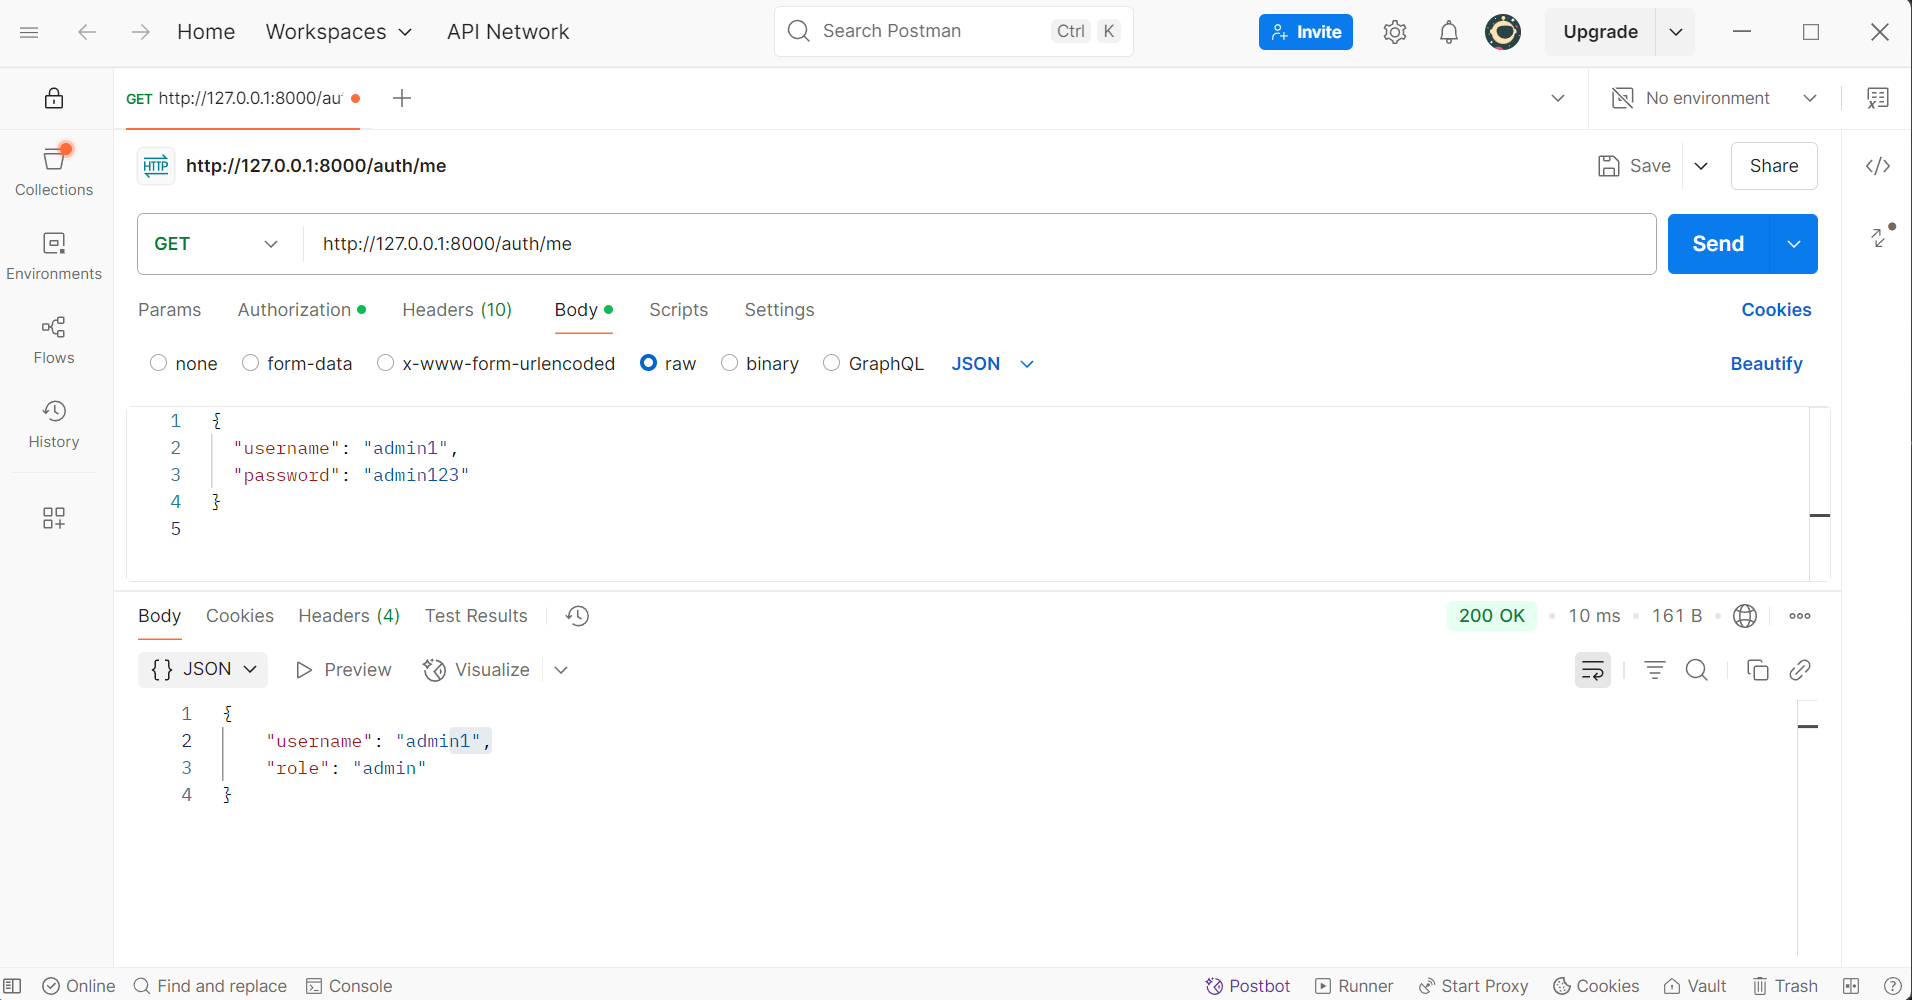 Home Workspaces API Network Search Postman Ctrl K Invite Upgrade
GET http://127.0.0.1:8000/au No environment
HTTP http://127.0.0.1:8000/auth/me Save Share
Collections
GET http://127.0.0.1:8000/auth/me Send
Environments
Params Authorization Headers (10) Body Scripts Settings Cookies
Flows
none form-data x-www-form-urlencoded raw binary GraphQL JSON Beautify
History
1 {
2 "username": "admin1",
3 "password": "admin123"
4 }
5
Body Cookies Headers (4) Test Results 200 OK • 10 ms • 161 B •
{} JSON Preview Visualize
1 {
2 "username": "admin1",
3 "role": "admin"
4 }
Online Find and replace Console Postbot Runner Start Proxy Cookies Vault Trash